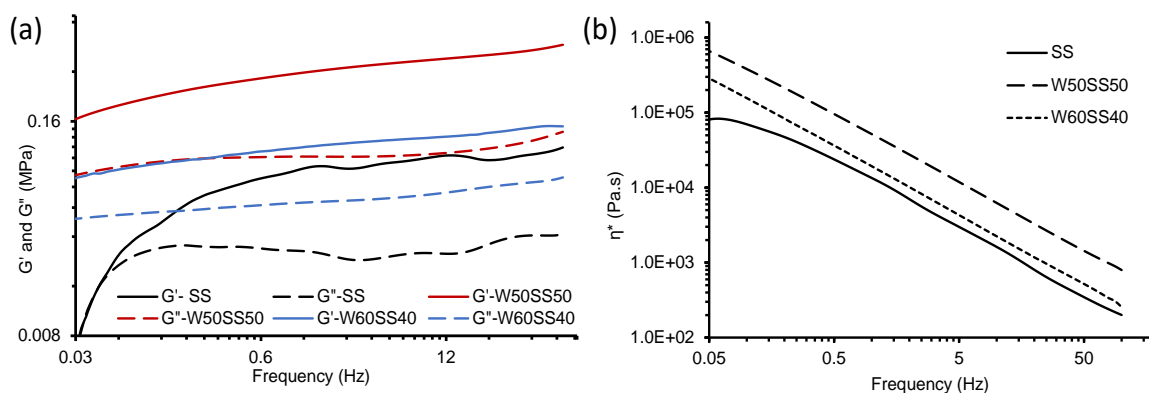 (a)
G' and G'' (MPa)
0.16
0.008
0.03
0.6
12
Frequency (Hz)
G'- SS
G''-SS
G'-W50SS50
G''-W50SS50
G'-W60SS40
G''-W60SS40
(b)
η* (Pa.s)
1.0E+06
1.0E+05
1.0E+04
1.0E+03
1.0E+02
0.05
0.5
5
50
Frequency (Hz)
SS
W50SS50
W60SS40